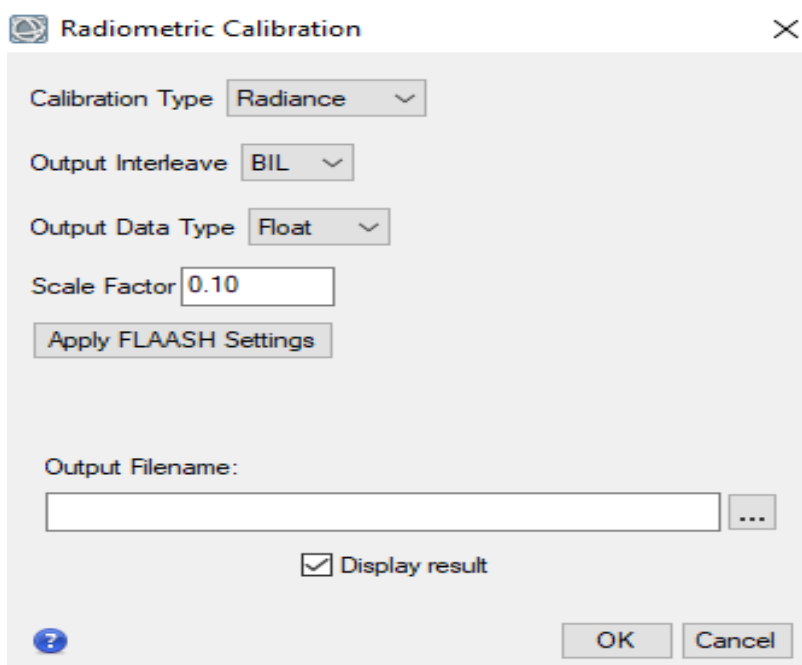 Radiometric Calibration
Calibration Type Radiance
Output Interleave BIL
Output Data Type Float
Scale Factor 0.10
Apply FLAASH Settings
Output Filename:
...
Display result
? OK Cancel